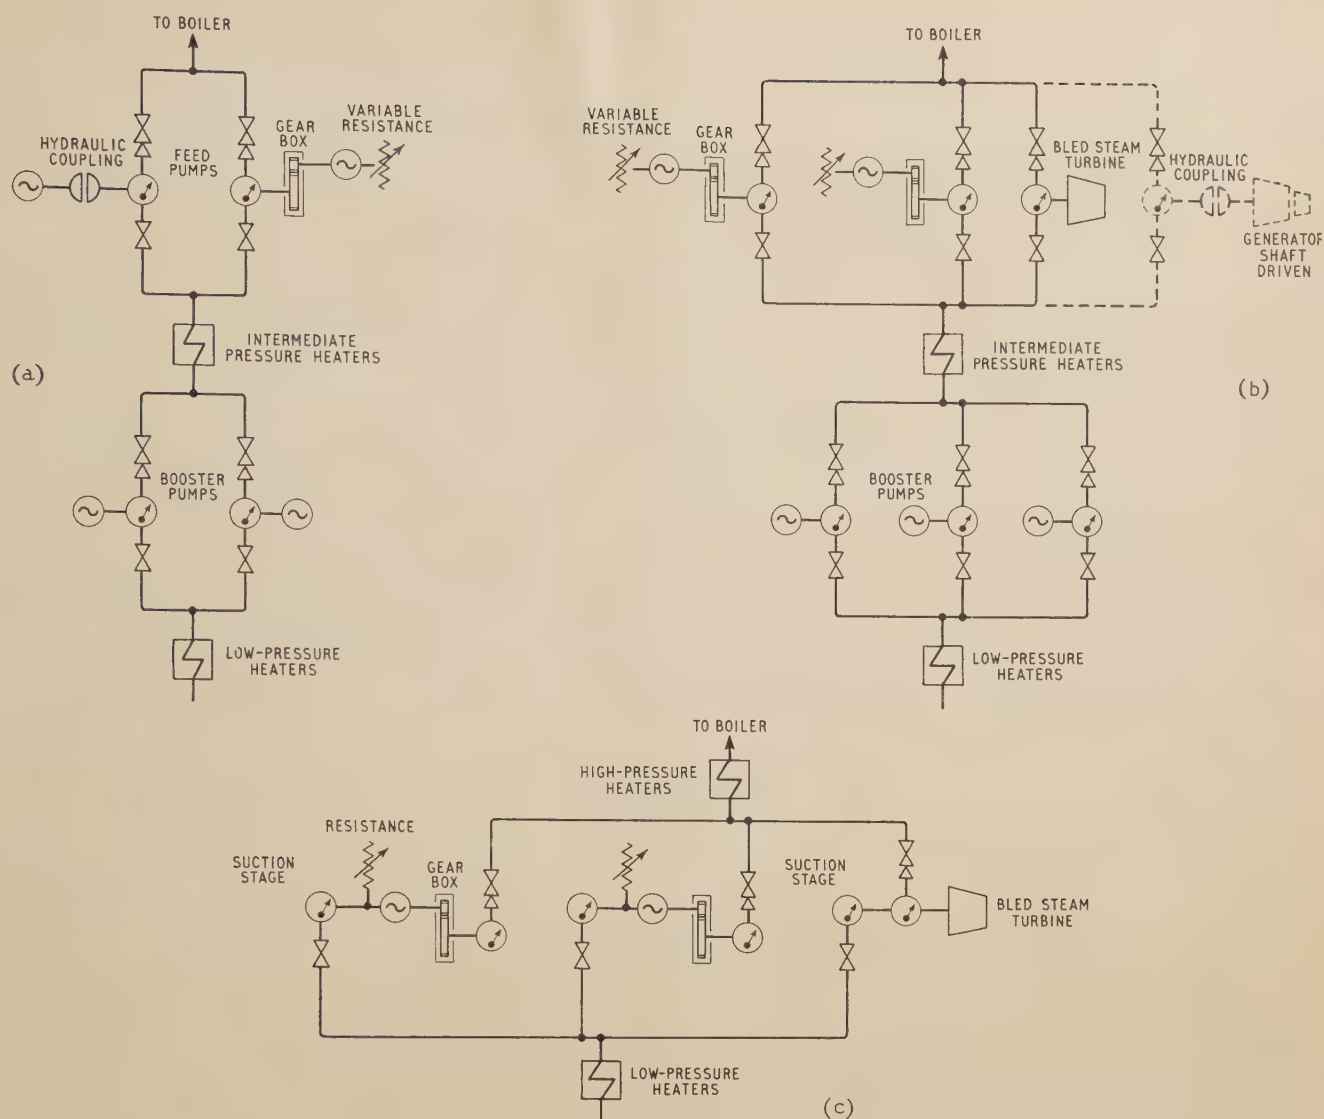 TO BOILER
HYDRAULIC
COUPLING
FEED
PUMPS
GEAR
BOX
VARIABLE
RESISTANCE
INTERMEDIATE
PRESSURE HEATERS
(a)
BOOSTER
PUMPS
LOW-PRESSURE
HEATERS
TO BOILER
VARIABLE
RESISTANCE
GEAR
BOX
BLED STEAM
TURBINE
HYDRAULIC
COUPLING
GENERATOR
SHAFT
DRIVEN
INTERMEDIATE
PRESSURE HEATERS
(b)
BOOSTER
PUMPS
LOW-PRESSURE
HEATERS
TO BOILER
HIGH-PRESSURE
HEATERS
RESISTANCE
SUCTION
STAGE
GEAR
BOX
SUCTION
STAGE
BLED STEAM
TURBINE
LOW-PRESSURE
HEATERS
(c)